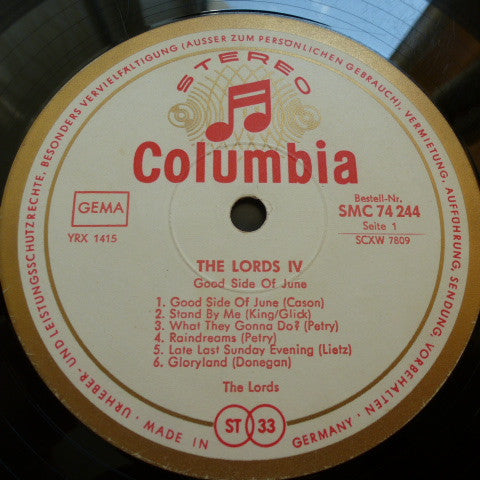 URHEBER- UND LEISTUNGSSCHUTZRECHTE, BESONDERS VERVIELFÄLTIGUNG (AUSSER ZUM PERSÖNLICHEN GEBRAUCH), VERMIETUNG, AUFFÜHRUNG, SENDUNG, VORBEHALTEN
STEREO
Columbia
GEMA
YRX 1415
Bestell-Nr.
SMC 74 244
Seite 1
SCXW 7809
THE LORDS IV
Good Side Of June
1. Good Side Of June (Cason)
2. Stand By Me (King/Glick)
3. What They Gonna Do? (Petry)
4. Raindreams (Petry)
5. Late Last Sunday Evening (Lietz)
6. Gloryland (Donegan)
The Lords
MADE IN GERMANY
ST 33